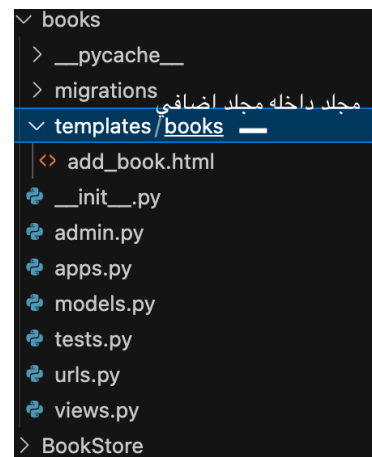 books
__pycache__
migrations
مجلد داخله مجلد اضافي
templates/books
add_book.html
__init__.py
admin.py
apps.py
models.py
tests.py
urls.py
views.py
BookStore